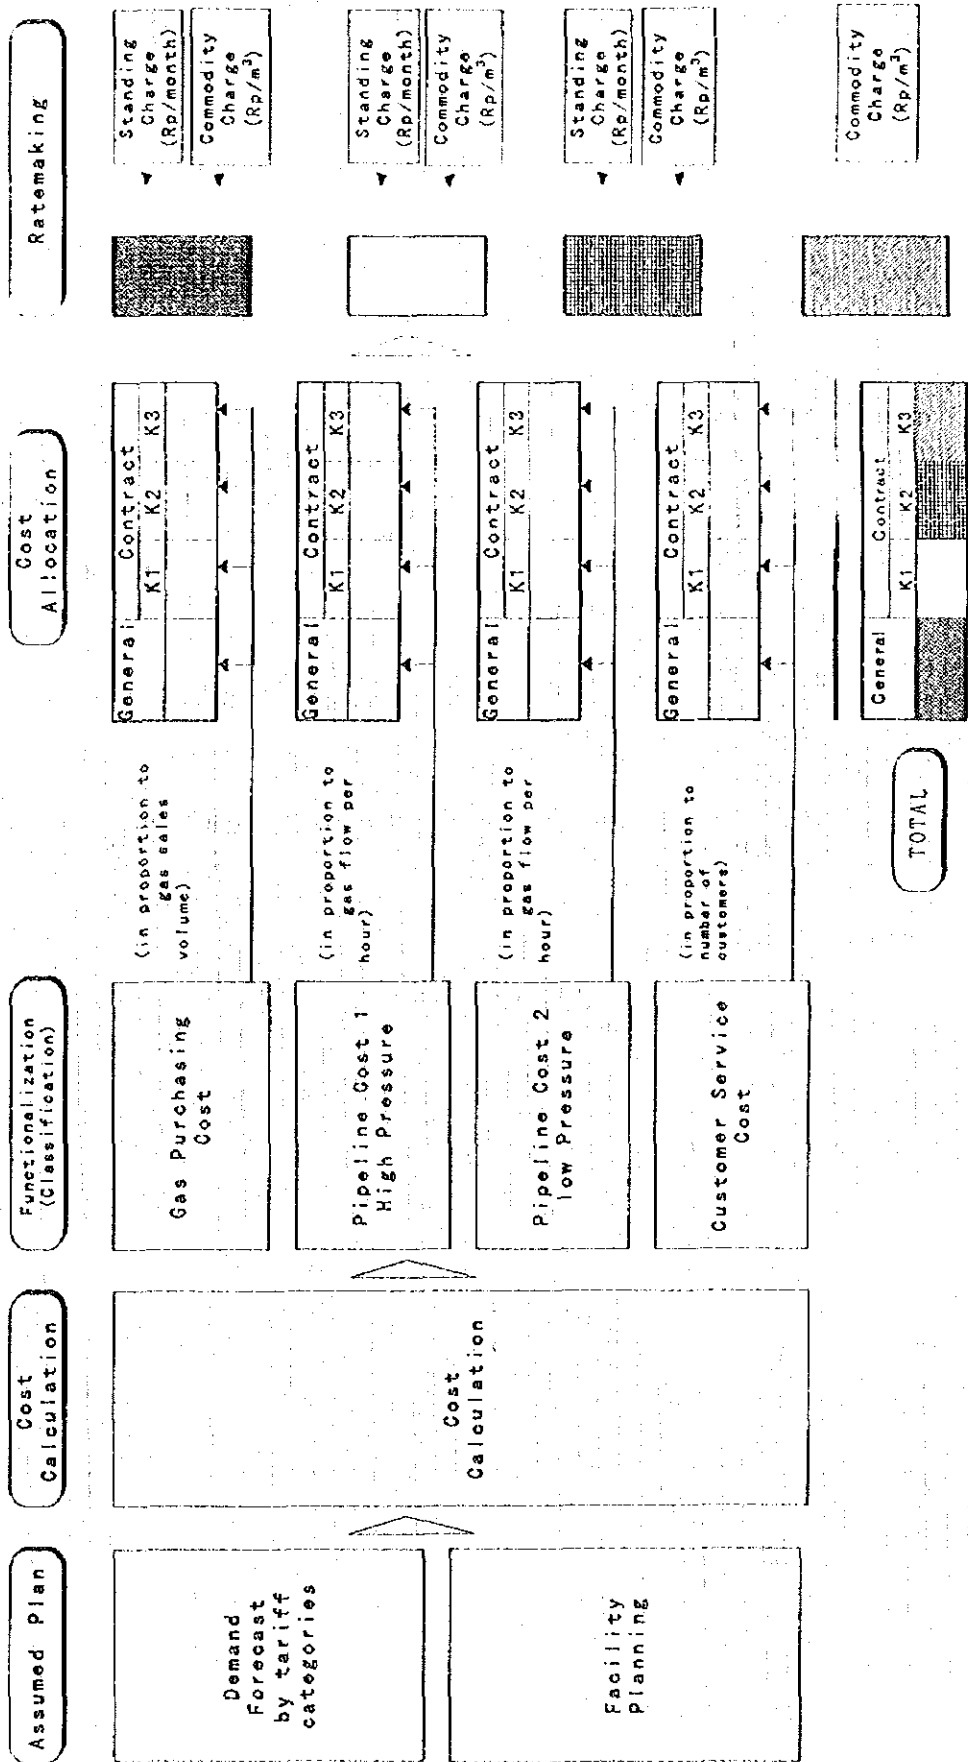 Assumed Plan
Cost
Calculation
Functionalization
(Classification)
Cost
Allocation
Ratemaking
Demand
Forecast
by tariff
categories
Facility
Planning
Cost
Calculation
Gas Purchasing
Cost
(in proportion to
gas sales
volume)
General
Contract
K1 K2 K3
Pipeline Cost 1
High Pressure
(in proportion to
gas flow per
hour)
General
Contract
K1 K2 K3
Pipeline Cost 2
low Pressure
(in proportion to
gas flow per
hour)
General
Contract
K1 K2 K3
Customer Service
Cost
(in proportion to
number of
customers)
General
Contract
K1 K2 K3
TOTAL
General
Contract
K1 K2 K3
Standing
Charge
(Rp/month)
Commodity
Charge
(Rp/m³)
Standing
Charge
(Rp/month)
Commodity
Charge
(Rp/m³)
Standing
Charge
(Rp/month)
Commodity
Charge
(Rp/m³)
Commodity
Charge
(Rp/m³)